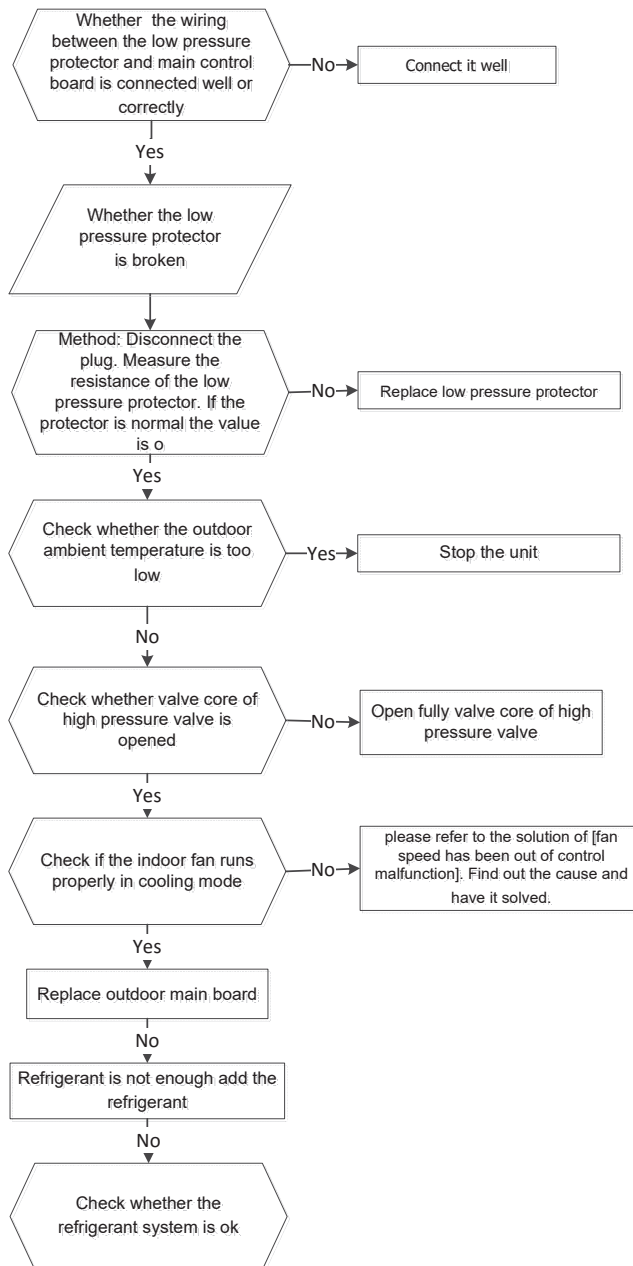 Whether the wiring
between the low pressure
protector and main control
board is connected well or
correctly
No
Connect it well
Yes
Whether the low
pressure protector
is broken
Method: Disconnect the
plug. Measure the
resistance of the low
pressure protector. If the
protector is normal the value
is o
No
Replace low pressure protector
Yes
Check whether the outdoor
ambient temperature is too
low
Yes
Stop the unit
No
Check whether valve core of
high pressure valve is
opened
No
Open fully valve core of high
pressure valve
Yes
Check if the indoor fan runs
properly in cooling mode
No
please refer to the solution of [fan
speed has been out of control
malfunction]. Find out the cause and
have it solved.
Yes
Replace outdoor main board
No
Refrigerant is not enough add the
refrigerant
No
Check whether the
refrigerant system is ok